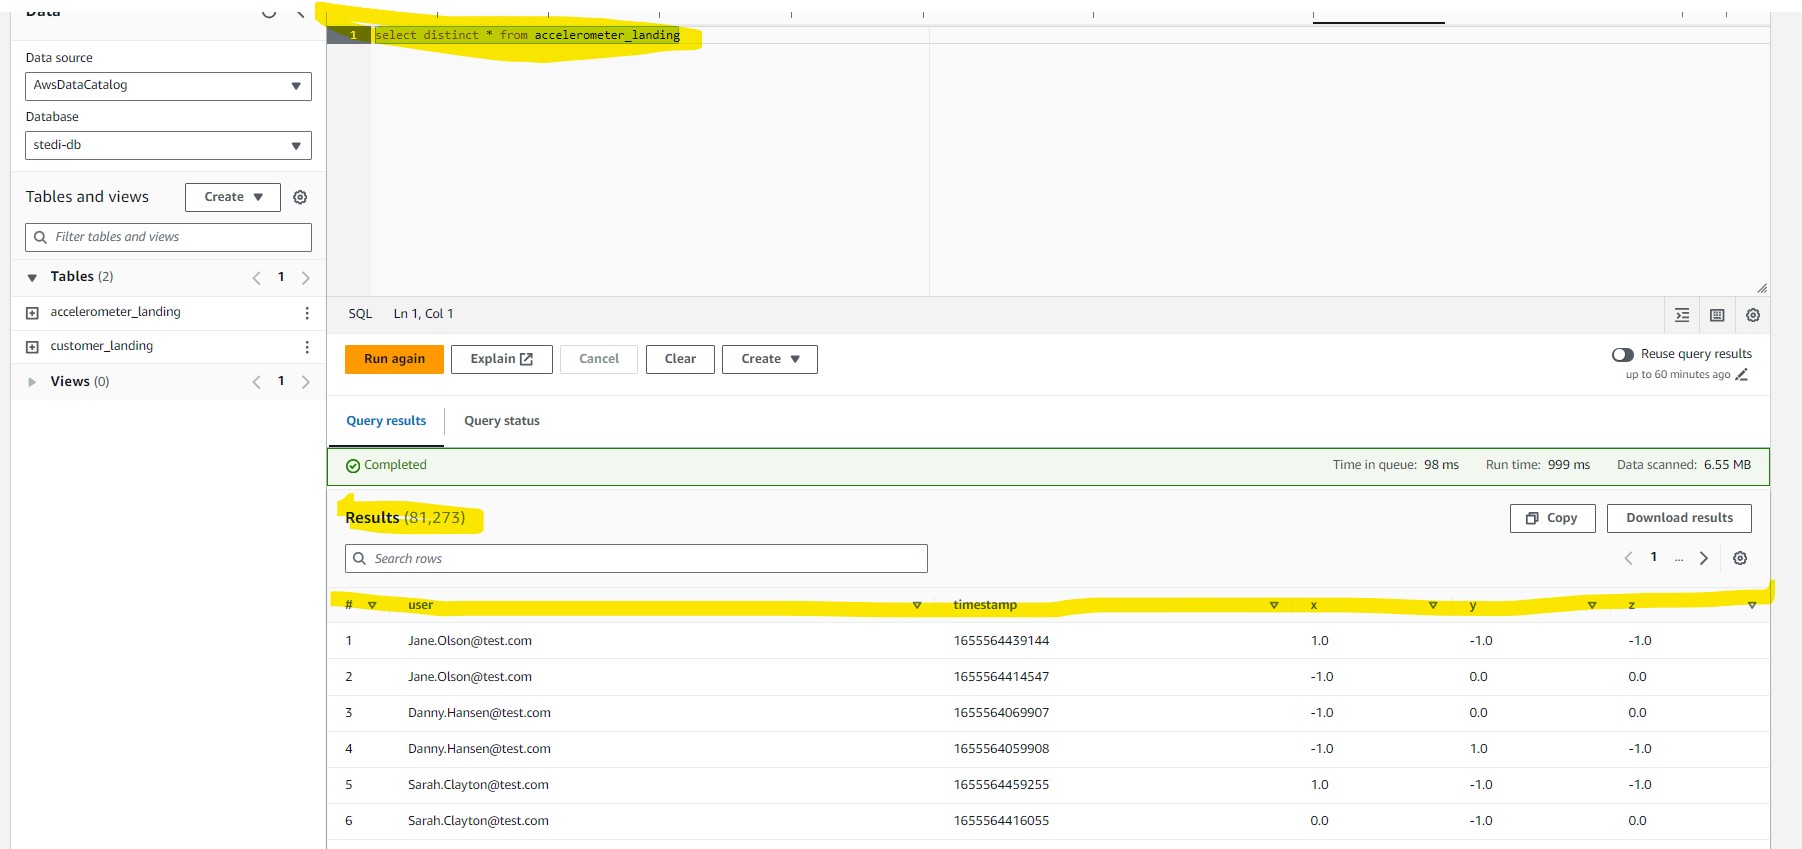 Data
Data source
AwsDataCatalog
Database
stedi-db
Tables and views
Create
Filter tables and views
Tables (2)
1
accelerometer_landing
customer_landing
Views (0)
1
1 select distinct * from accelerometer_landing
SQL Ln 1, Col 1
Run again Explain Cancel Clear Create
Reuse query results
up to 60 minutes ago
Query results Query status
Completed Time in queue: 98 ms Run time: 999 ms Data scanned: 6.55 MB
Results (81,273) Copy Download results
Search rows 1 ...
# user timestamp x y z
1 Jane.Olson@test.com 1655564439144 1.0 -1.0 -1.0
2 Jane.Olson@test.com 1655564414547 -1.0 0.0 0.0
3 Danny.Hansen@test.com 1655564069907 -1.0 0.0 0.0
4 Danny.Hansen@test.com 1655564059908 -1.0 1.0 -1.0
5 Sarah.Clayton@test.com 1655564459255 1.0 -1.0 -1.0
6 Sarah.Clayton@test.com 1655564416055 0.0 -1.0 0.0